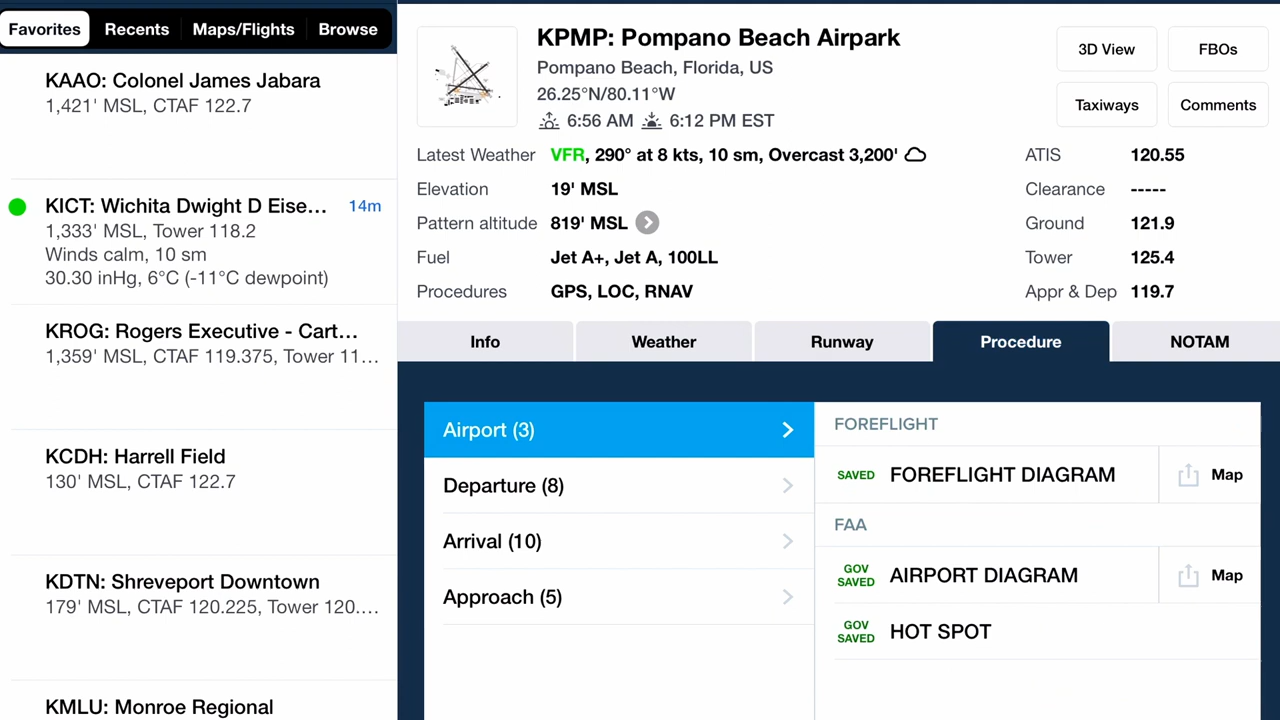 Favorites Recents Maps/Flights Browse
KAAO: Colonel James Jabara
1,421' MSL, CTAF 122.7
KICT: Wichita Dwight D Eise... 14m
1,333' MSL, Tower 118.2
Winds calm, 10 sm
30.30 inHg, 6°C (-11°C dewpoint)
KROG: Rogers Executive - Cart...
1,359' MSL, CTAF 119.375, Tower 11...
KCDH: Harrell Field
130' MSL, CTAF 122.7
KDTN: Shreveport Downtown
179' MSL, CTAF 120.225, Tower 120....
KMLU: Monroe Regional
KPMP: Pompano Beach Airpark
Pompano Beach, Florida, US
26.25°N/80.11°W
6:56 AM 6:12 PM EST
3D View FBOs
Taxiways Comments
Latest Weather VFR, 290° at 8 kts, 10 sm, Overcast 3,200'
Elevation 19' MSL
Pattern altitude 819' MSL
Fuel Jet A+, Jet A, 100LL
Procedures GPS, LOC, RNAV
ATIS 120.55
Clearance -----
Ground 121.9
Tower 125.4
Appr & Dep 119.7
Info Weather Runway Procedure NOTAM
Airport (3)
Departure (8)
Arrival (10)
Approach (5)
FOREFLIGHT
SAVED FOREFLIGHT DIAGRAM Map
FAA
GOV SAVED AIRPORT DIAGRAM Map
GOV SAVED HOT SPOT